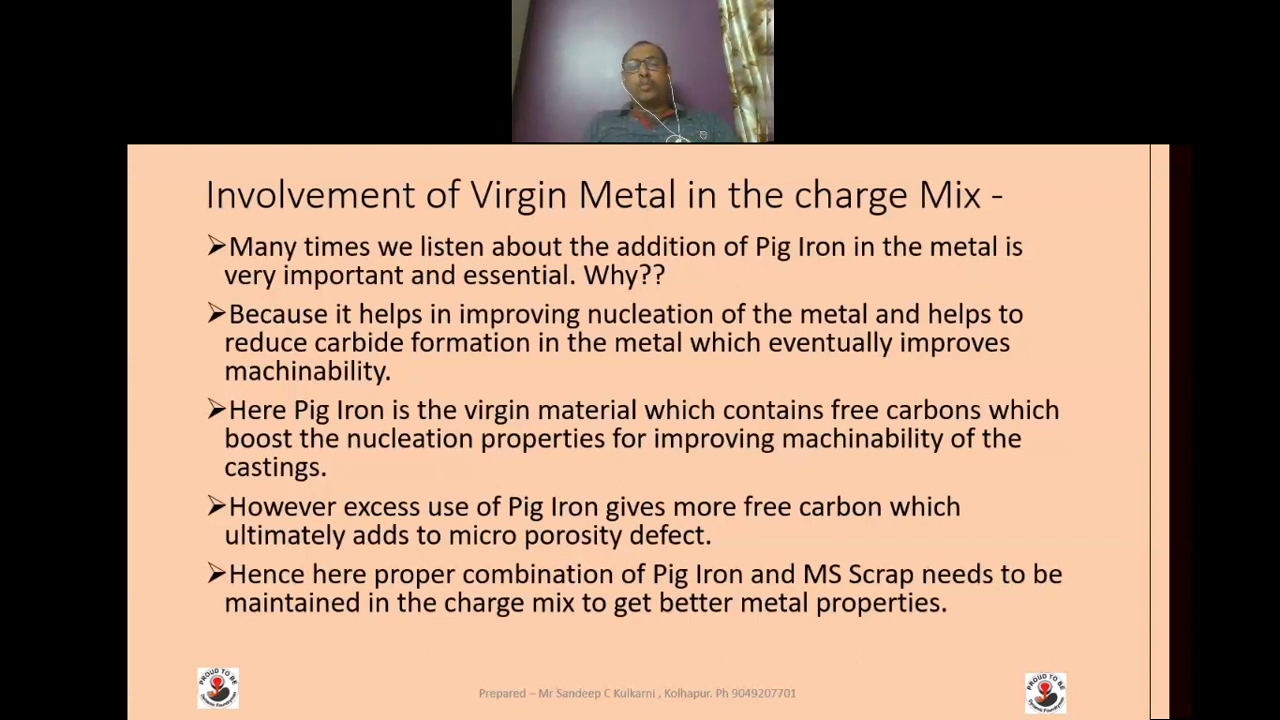 Involvement of Virgin Metal in the charge Mix -
➢Many times we listen about the addition of Pig Iron in the metal is
very important and essential. Why??
➢Because it helps in improving nucleation of the metal and helps to
reduce carbide formation in the metal which eventually improves
machinability.
➢Here Pig Iron is the virgin material which contains free carbons which
boost the nucleation properties for improving machinability of the
castings.
➢However excess use of Pig Iron gives more free carbon which
ultimately adds to micro porosity defect.
➢Hence here proper combination of Pig Iron and MS Scrap needs to be
maintained in the charge mix to get better metal properties.
PROUD TO BE
Prepared – Mr Sandeep C Kulkarni , Kolhapur. Ph 9049207701
PROUD TO BE